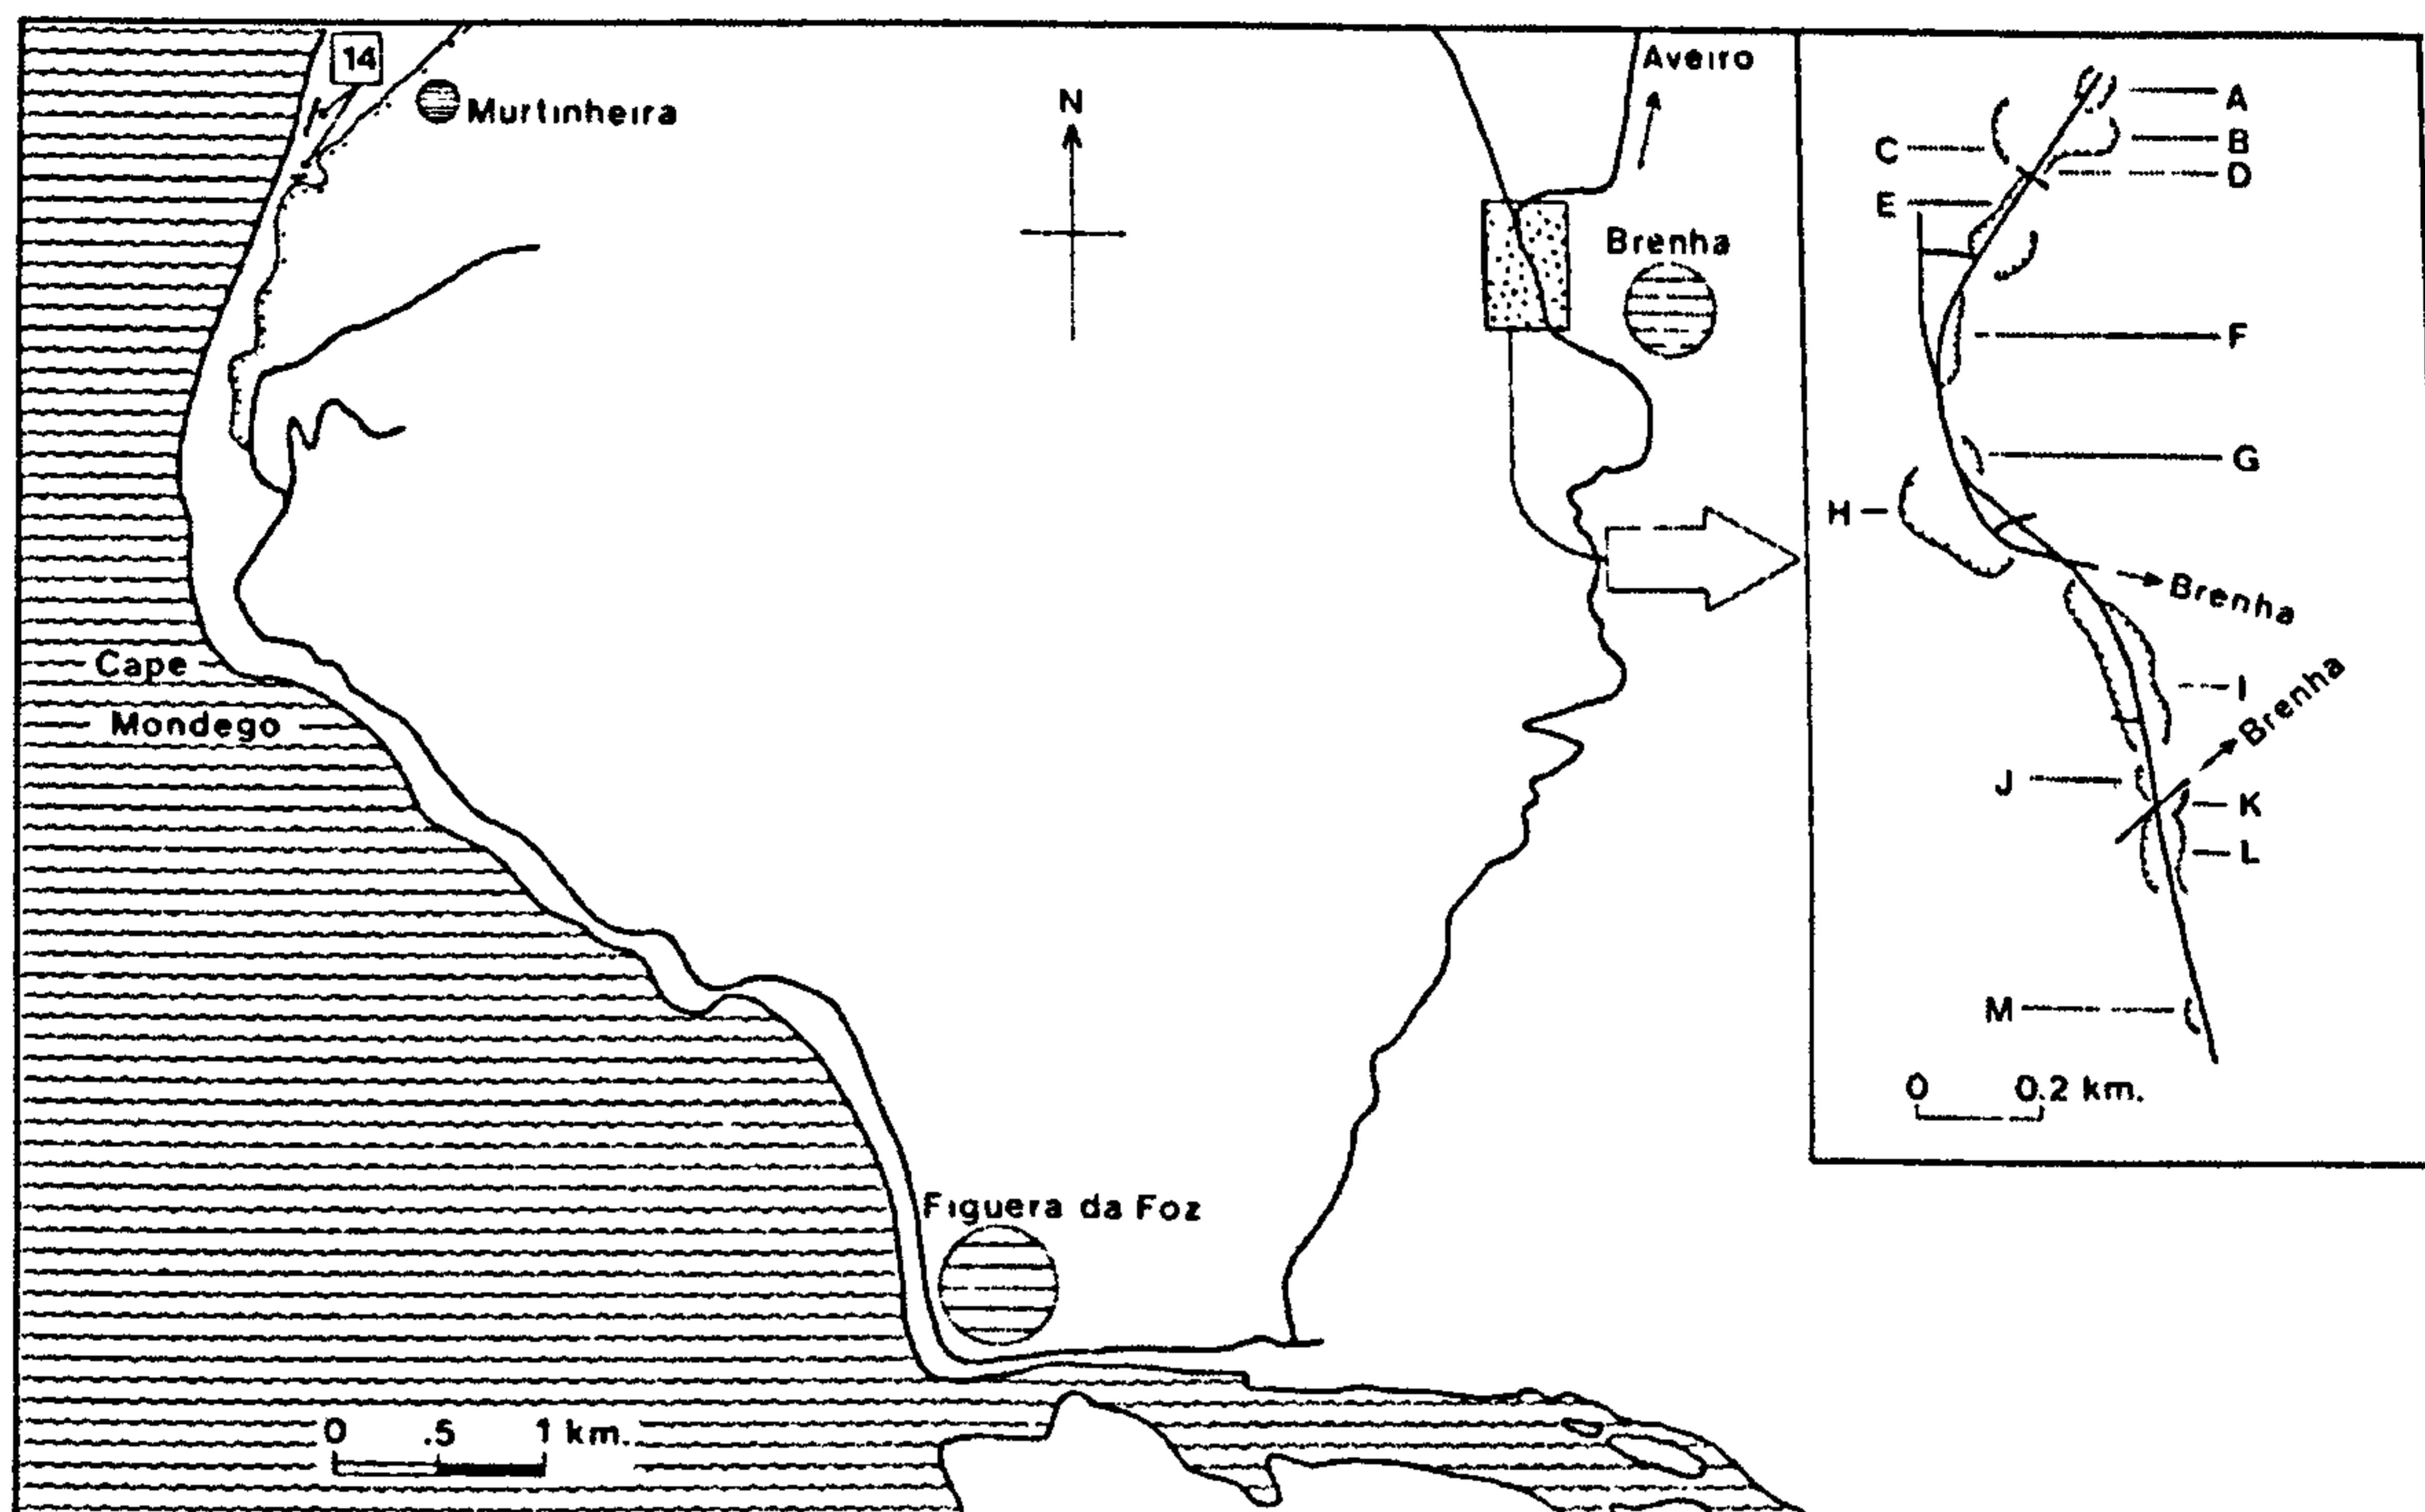 14
Murtinheira
N
Aveiro
Brenha
Cape
Mondego
Figuera da Foz
0 .5 1 km.
A
B
C
D
E
F
G
H
Brenha
I
Brenha
J
K
L
M
0 0.2 km.